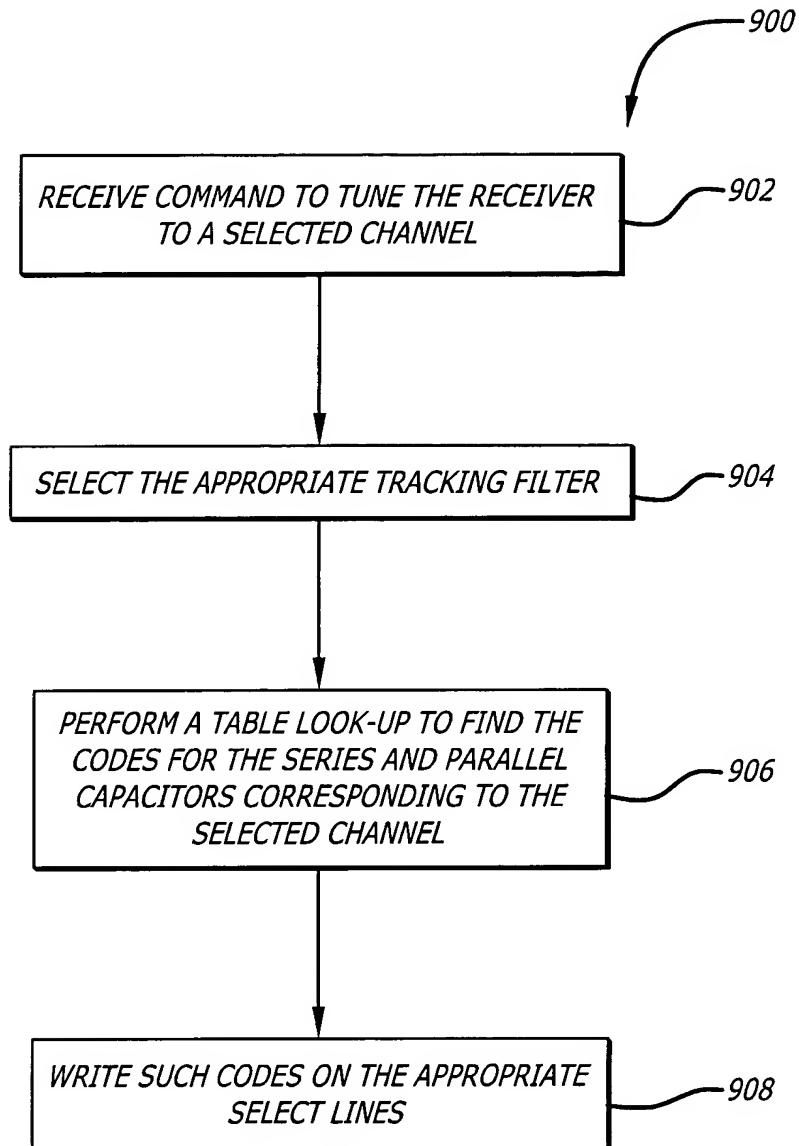 900
RECEIVE COMMAND TO TUNE THE RECEIVER
TO A SELECTED CHANNEL
902
SELECT THE APPROPRIATE TRACKING FILTER
904
PERFORM A TABLE LOOK-UP TO FIND THE
CODES FOR THE SERIES AND PARALLEL
CAPACITORS CORRESPONDING TO THE
SELECTED CHANNEL
906
WRITE SUCH CODES ON THE APPROPRIATE
SELECT LINES
908